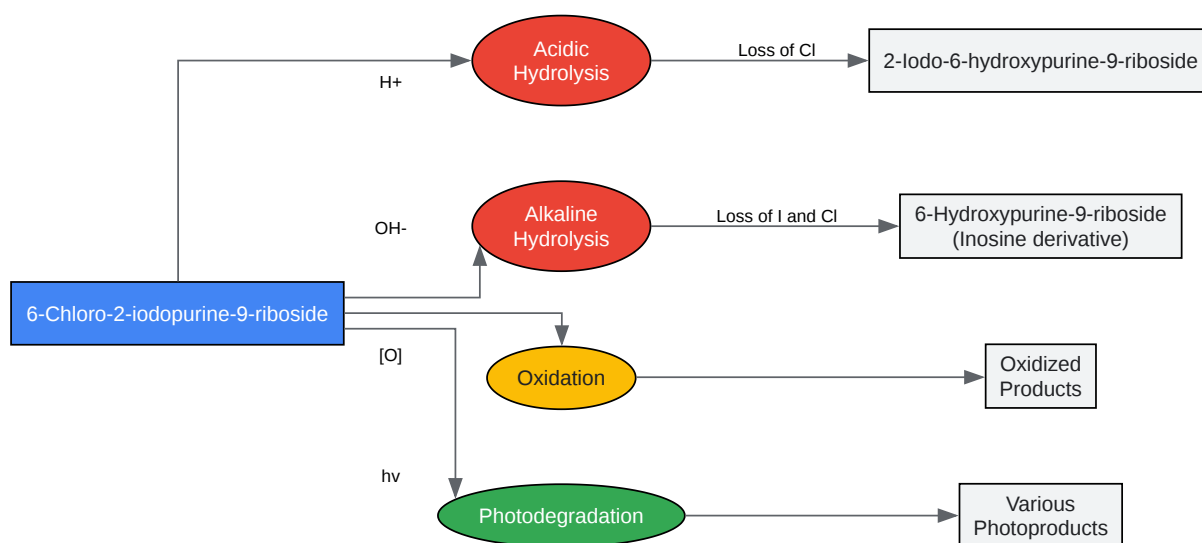 Acidic
Hydrolysis
Loss of Cl
2-Iodo-6-hydroxypurine-9-riboside
H+
Alkaline
Hydrolysis
Loss of I and Cl
6-Hydroxypurine-9-riboside
(Inosine derivative)
OH-
6-Chloro-2-iodopurine-9-riboside
[O]
Oxidation
Oxidized
Products
hv
Photodegradation
Various
Photoproducts